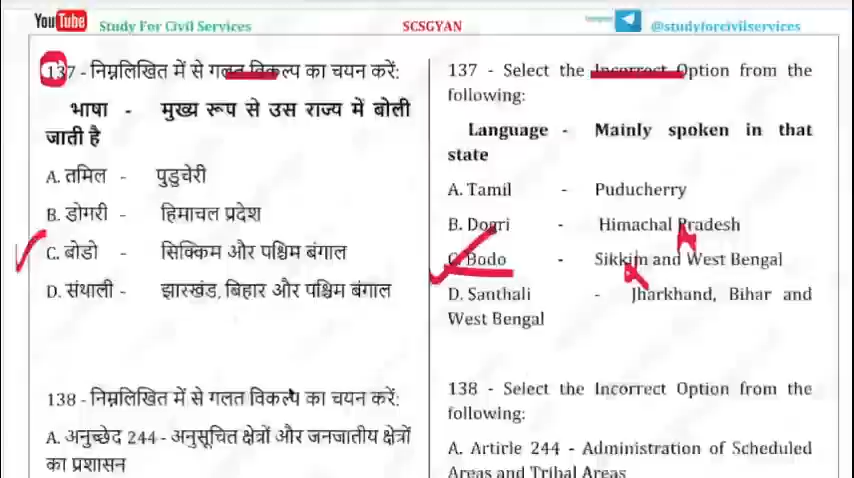 YouTube Study For Civil Services
SCSGYAN
@studyforcivilservices
137 - निम्नलिखित में से गलत विकल्प का चयन करें:
भाषा - मुख्य रूप से उस राज्य में बोली
जाती है
A. तमिल - पुडुचेरी
B. डोगरी - हिमाचल प्रदेश
C. बोडो - सिक्किम और पश्चिम बंगाल
D. संथाली - झारखंड, बिहार और पश्चिम बंगाल
138 - निम्नलिखित में से गलत विकल्प का चयन करें:
A. अनुच्छेद 244 - अनुसूचित क्षेत्रों और जनजातीय क्षेत्रों
का प्रशासन
137 - Select the Incorrect Option from the
following:
Language - Mainly spoken in that
state
A. Tamil - Puducherry
B. Dogri - Himachal Pradesh
C. Bodo - Sikkim and West Bengal
D. Santhali - Jharkhand, Bihar and
West Bengal
138 - Select the Incorrect Option from the
following:
A. Article 244 - Administration of Scheduled
Areas and Tribal Areas